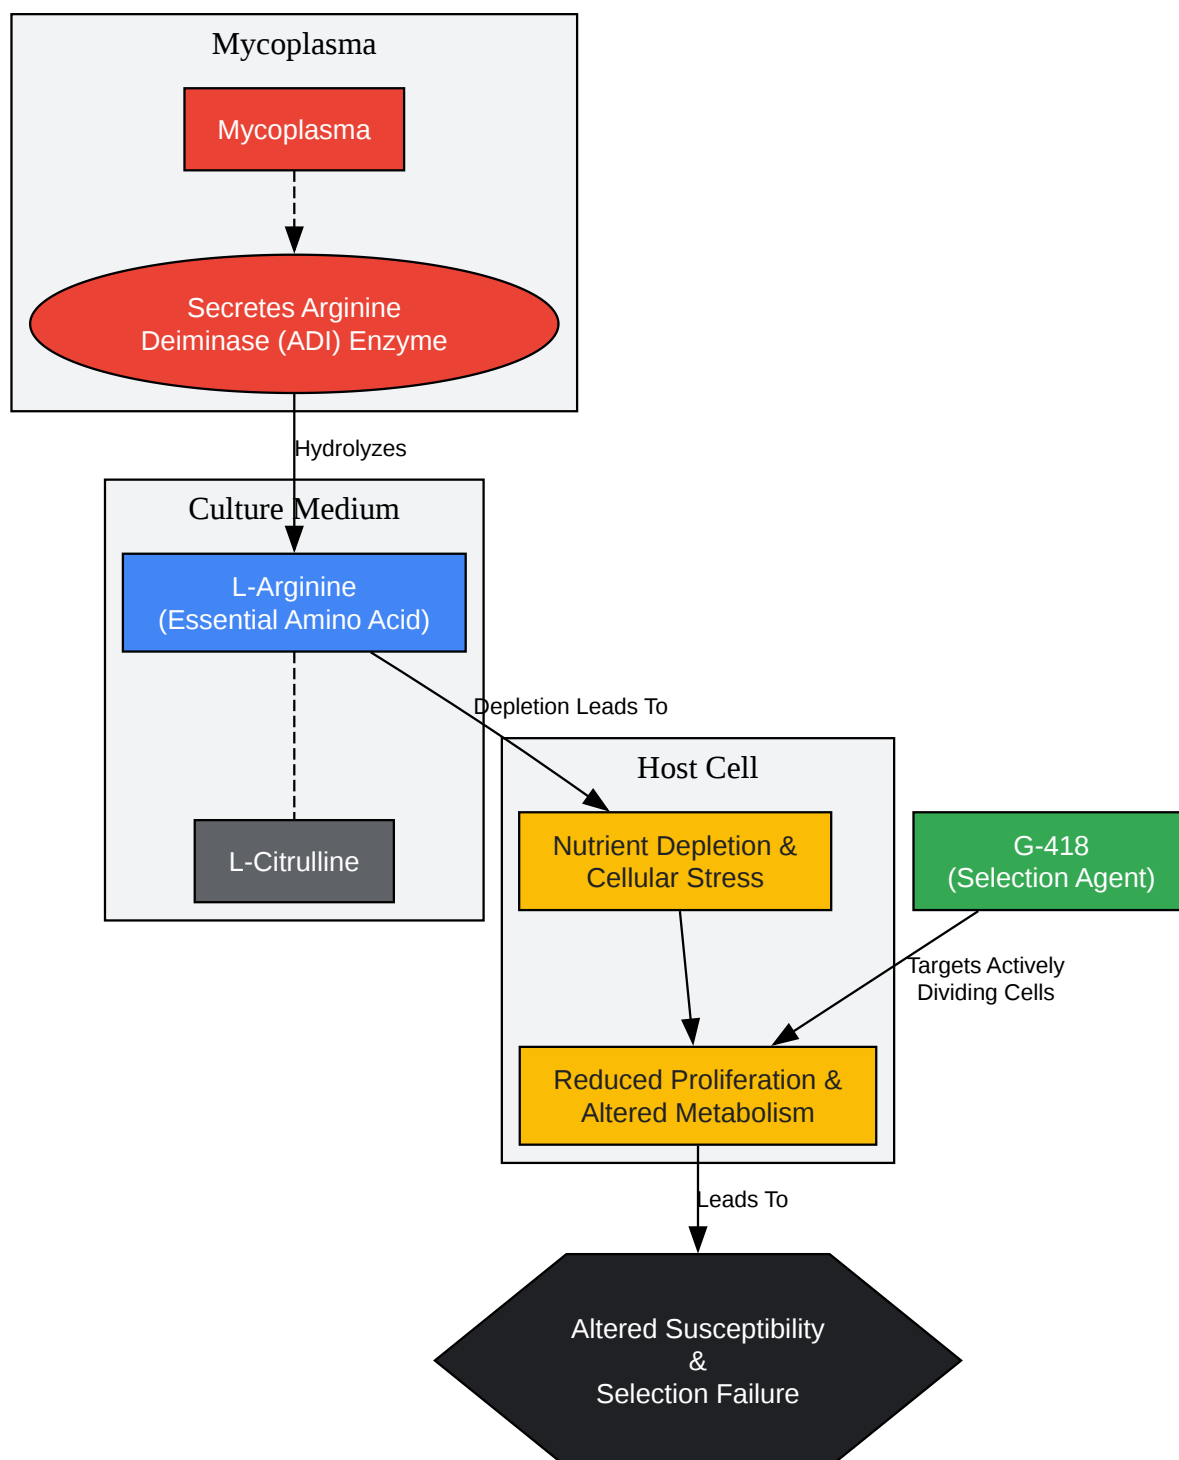 Mycoplasma
Mycoplasma
Secretes Arginine
Deiminase (ADI) Enzyme
Hydrolyzes
Culture Medium
L-Arginine
(Essential Amino Acid)
Depletion Leads To
L-Citrulline
Host Cell
Nutrient Depletion &
Cellular Stress
G-418
(Selection Agent)
Targets Actively
Dividing Cells
Reduced Proliferation &
Altered Metabolism
Leads To
Altered Susceptibility
&
Selection Failure